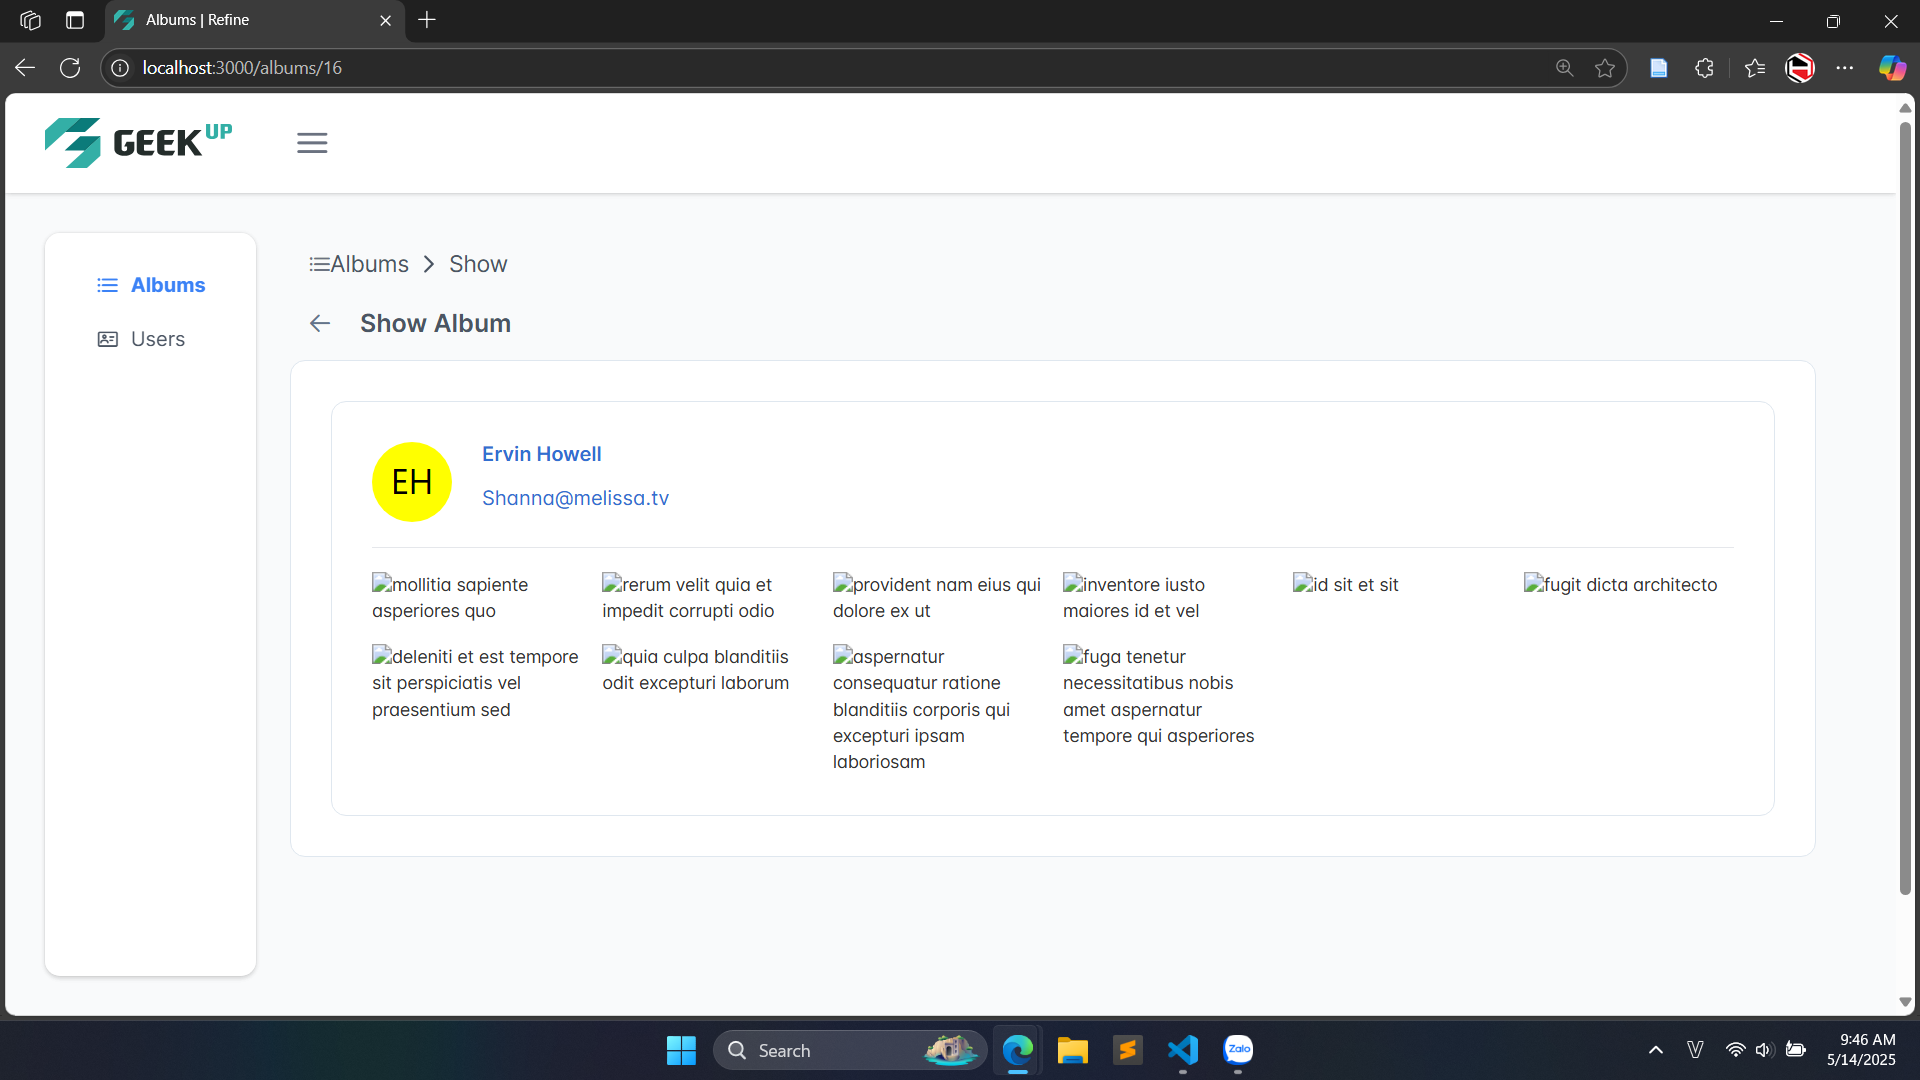 Albums | Refine
localhost:3000/albums/16
GEEK UP
Albums
Users
Albums > Show
Show Album
EH
Ervin Howell
Shanna@melissa.tv
mollitia sapiente
asperiores quo
rerum velit quia et
impedit corrupti odio
provident nam eius qui
dolore ex ut
inventore iusto
maiores id et vel
id sit et sit
fugit dicta architecto
deleniti et est tempore
sit perspiciatis vel
praesentium sed
quia culpa blanditiis
odit excepturi laborum
aspernatur
consequatur ratione
blanditiis corporis qui
excepturi ipsam
laboriosam
fuga tenetur
necessitatibus nobis
amet aspernatur
tempore qui asperiores
Search
Zalo
V
9:46 AM
5/14/2025